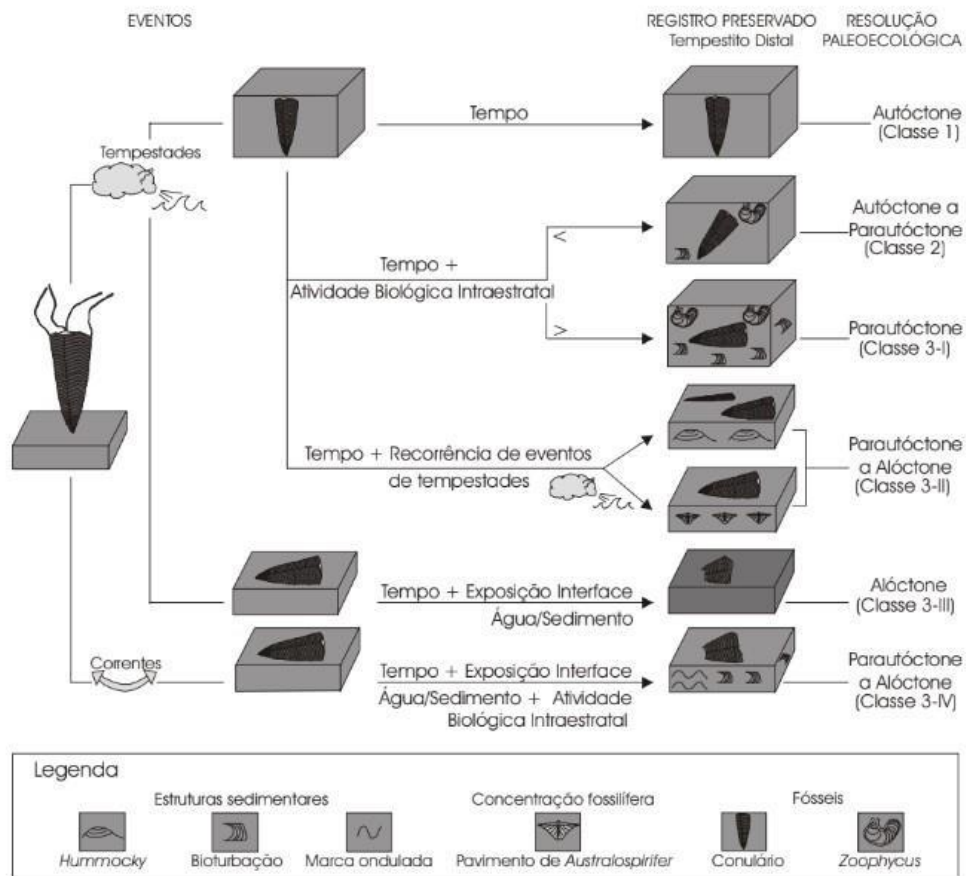 EVENTOS
REGISTRO PRESERVADO
Tempestito Distal
RESOLUÇÃO
PALEOECOLÓGICA
Tempestades
Tempo
Autóctone
(Classe 1)
Tempo +
Atividade Biológica Intraestratal
<
>
Autóctone a
Parautóctone
(Classe 2)
Parautóctone
(Classe 3-I)
Tempo + Recorrência de eventos
de tempestades
Parautóctone
a Alóctone
(Classe 3-II)
Tempo + Exposição Interface
Água/Sedimento
Alóctone
(Classe 3-III)
Correntes
Tempo + Exposição Interface
Água/Sedimento + Atividade
Biológica Intraestratal
Parautóctone
a Alóctone
(Classe 3-IV)
Legenda
Estruturas sedimentares
Concentração fossilífera
Fósseis
Hummocky
Bioturbação
Marca ondulada
Pavimento de Australospirifer
Conulário
Zoophycus